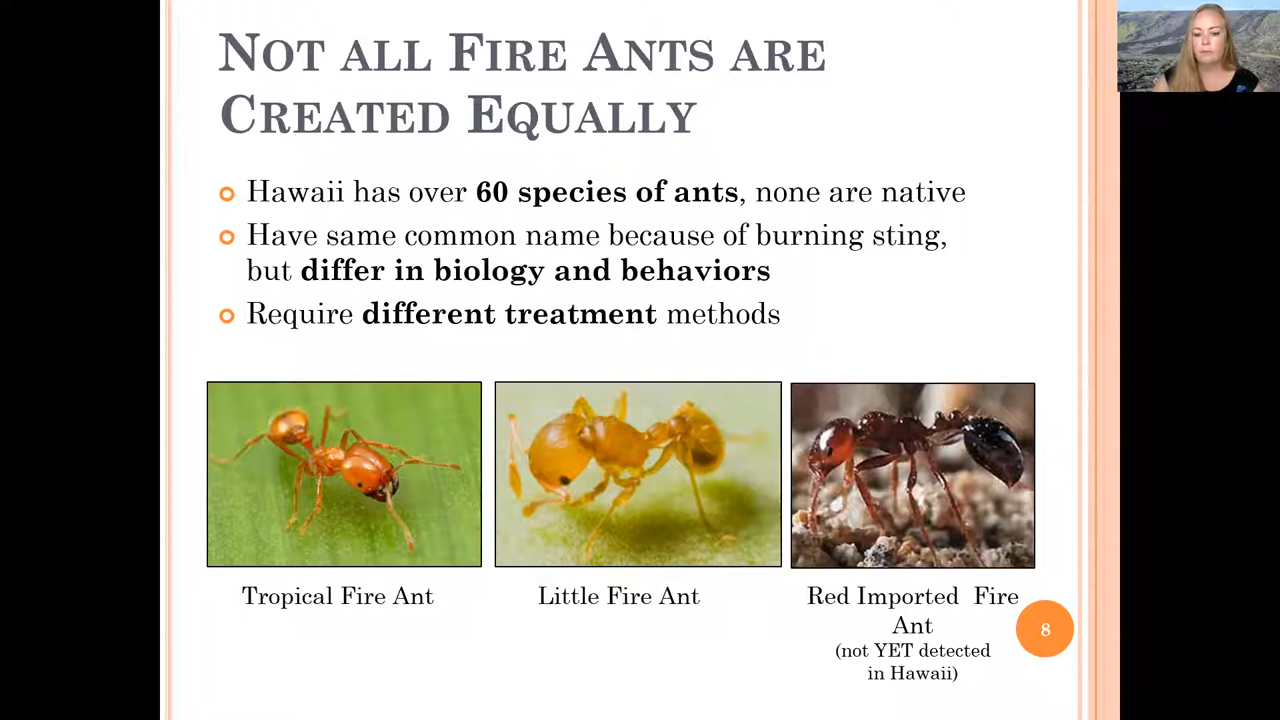 NOT ALL FIRE ANTS ARE
CREATED EQUALLY
Hawaii has over 60 species of ants, none are native
Have same common name because of burning sting,
but differ in biology and behaviors
Require different treatment methods
Tropical Fire Ant
Little Fire Ant
Red Imported Fire
Ant
(not YET detected
in Hawaii)
8